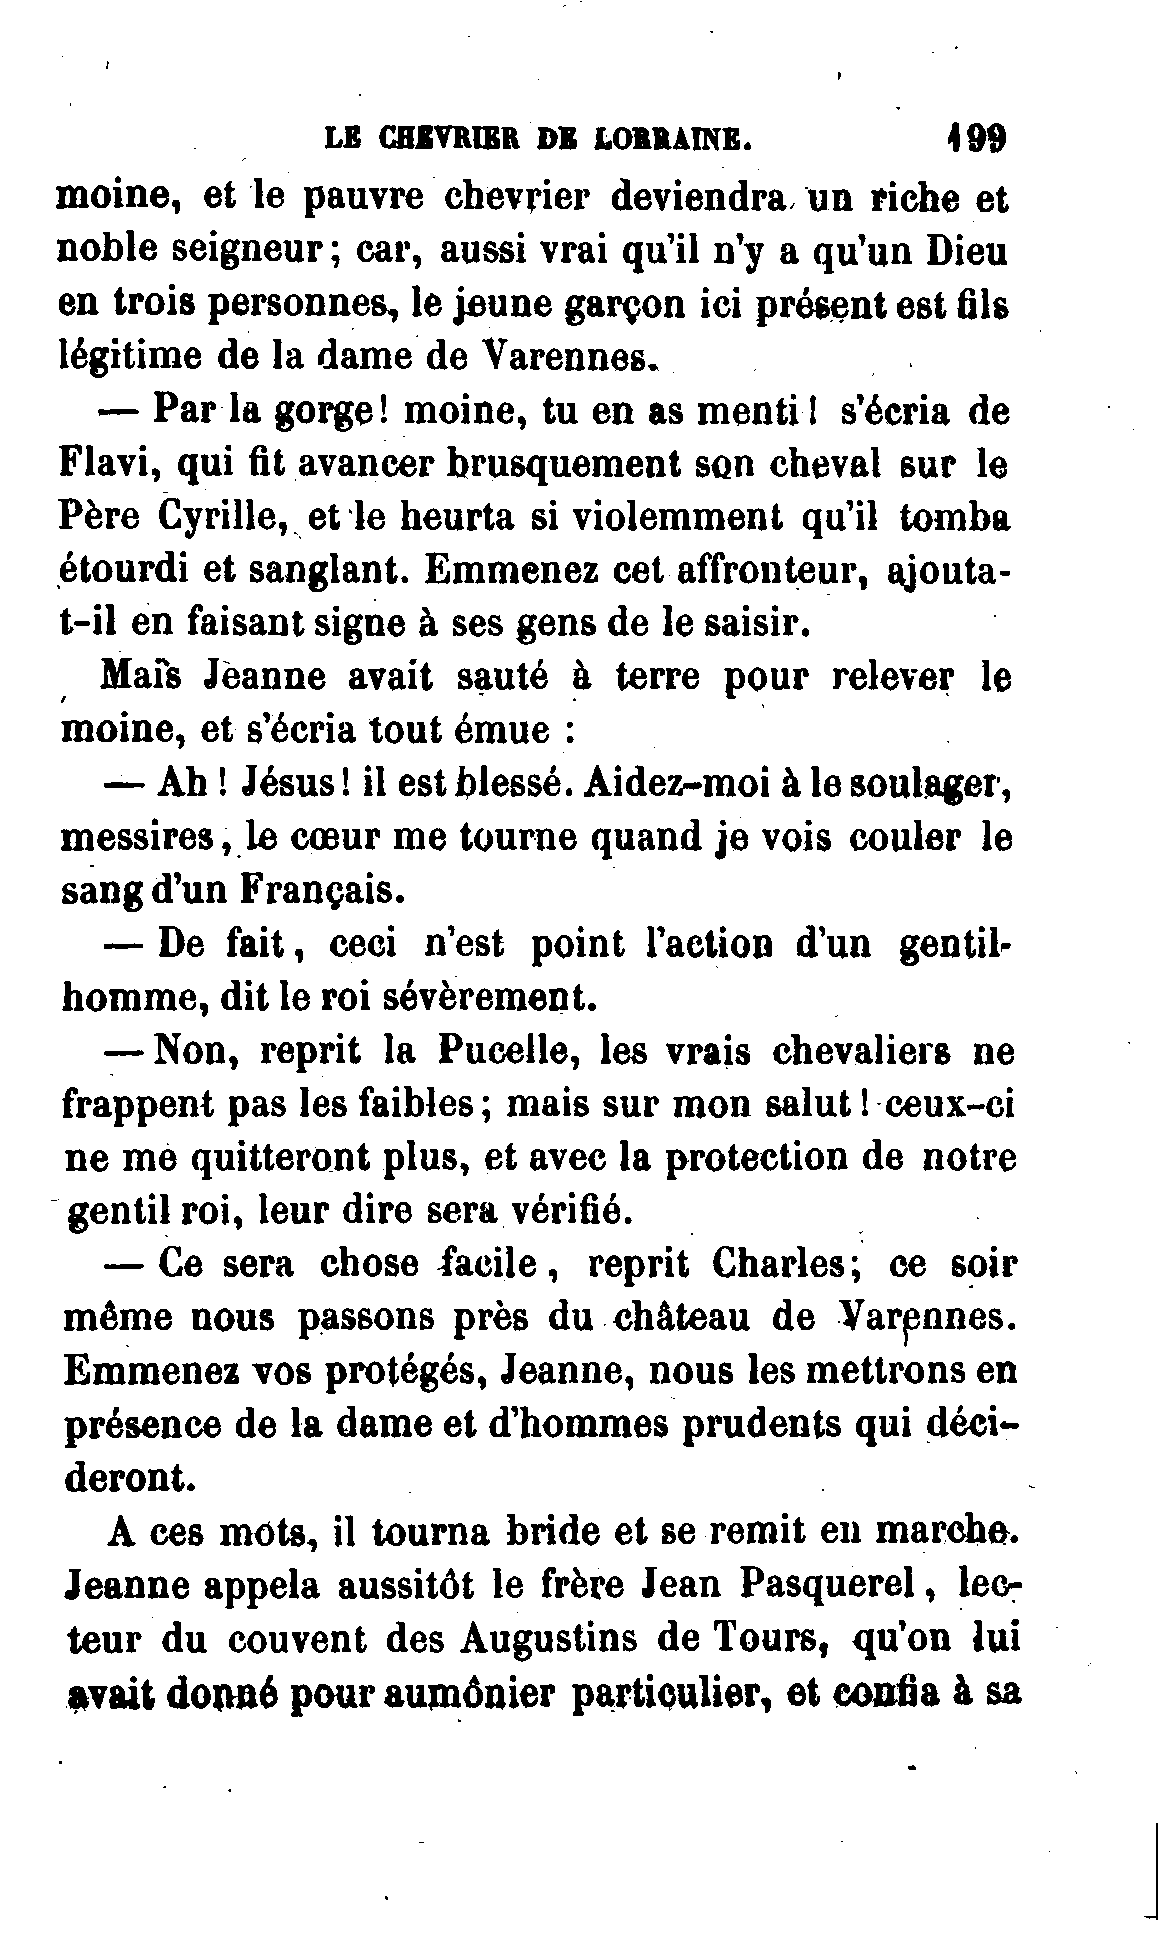 LE CHEVRIER DE LORRAINE. 199
moine, et le pauvre chevrier deviendra un riche et
noble seigneur; car, aussi vrai qu'il n'y a qu'un Dieu
en trois personnes, le jeune garçon ici présent est fils
légitime de la dame de Varennes.
— Par la gorge! moine, tu en as menti! s'écria de
Flavi, qui fit avancer brusquement son cheval sur le
Père Cyrille, et le heurta si violemment qu'il tomba
étourdi et sanglant. Emmenez cet affronteur, ajouta-
t-il en faisant signe à ses gens de le saisir.
Mais Jeanne avait sauté à terre pour relever le
moine, et s'écria tout émue :
— Ah ! Jésus! il est blessé. Aidez-moi à le soulager,
messires, le cœur me tourne quand je vois couler le
sang d'un Français.
— De fait, ceci n'est point l'action d'un gentil-
homme, dit le roi sévèrement.
— Non, reprit la Pucelle, les vrais chevaliers ne
frappent pas les faibles; mais sur mon salut! ceux-ci
ne me quitteront plus, et avec la protection de notre
gentil roi, leur dire sera vérifié.
— Ce sera chose facile, reprit Charles; ce soir
même nous passons près du château de Varennes.
Emmenez vos protégés, Jeanne, nous les mettrons en
présence de la dame et d'hommes prudents qui déci-
deront.
A ces mots, il tourna bride et se remit en marche.
Jeanne appela aussitôt le frère Jean Pasquerel, lec-
teur du couvent des Augustins de Tours, qu'on lui
avait donné pour aumônier particulier, et confia à sa